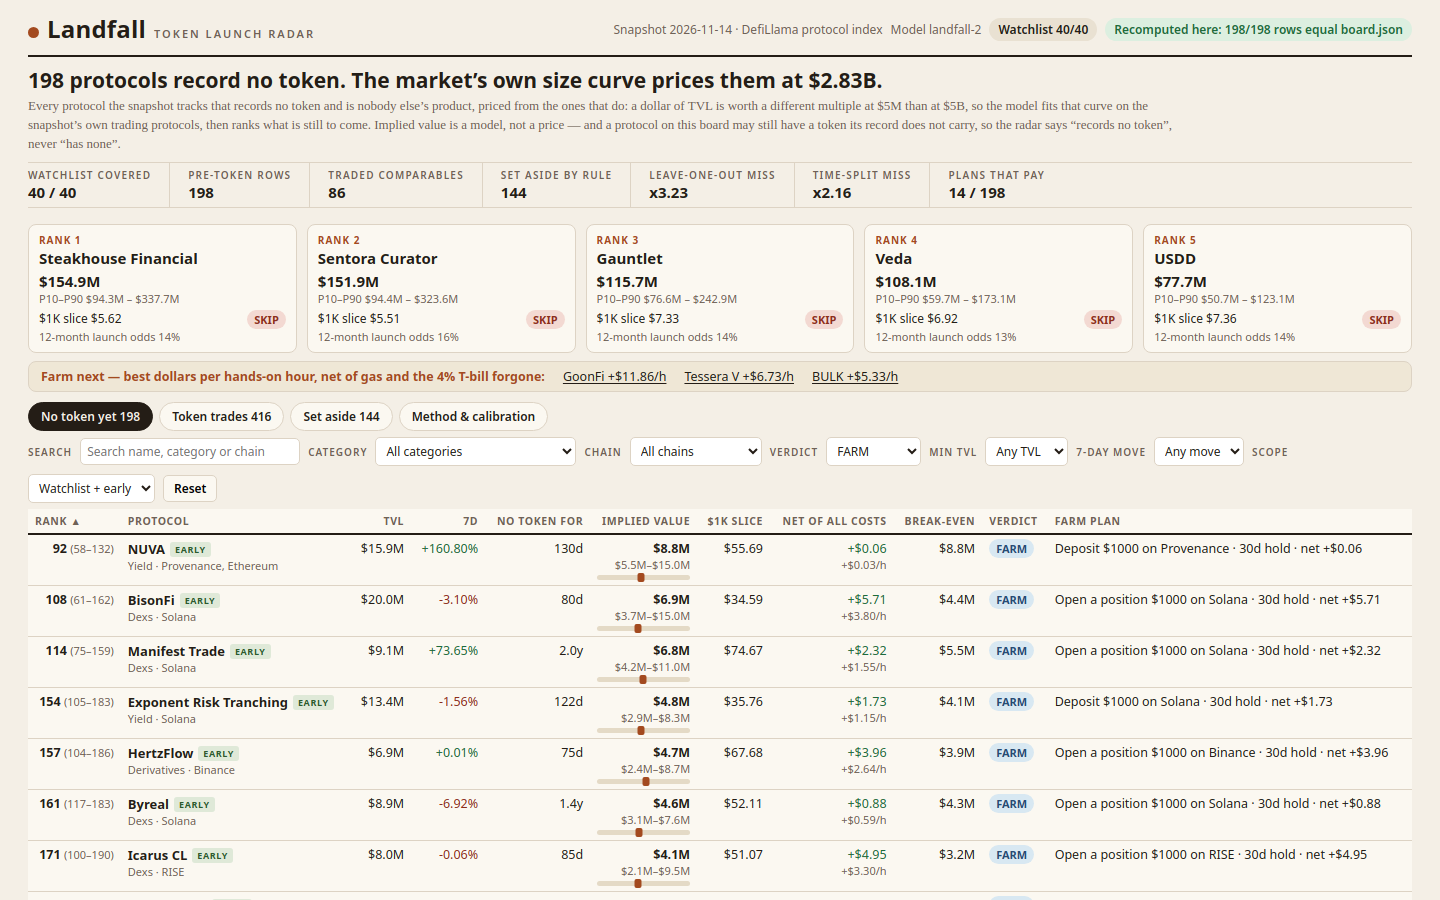 Landfall TOKEN LAUNCH RADAR
Snapshot 2026-11-14 · DefiLlama protocol index Model landfall-2 Watchlist 40/40 Recomputed here: 198/198 rows equal board.json
198 protocols record no token. The market’s own size curve prices them at $2.83B.
Every protocol the snapshot tracks that records no token and is nobody else’s product, priced from the ones that do: a dollar of TVL is worth a different multiple at $5M than at $5B, so the model fits that curve on the
snapshot’s own trading protocols, then ranks what is still to come. Implied value is a model, not a price — and a protocol on this board may still have a token its record does not carry, so the radar says “records no token”,
never “has none”.
WATCHLIST COVERED PRE-TOKEN ROWS TRADED COMPARABLES SET ASIDE BY RULE LEAVE-ONE-OUT MISS TIME-SPLIT MISS PLANS THAT PAY
40 / 40 198 86 144 x3.23 x2.16 14 / 198
RANK 1
Steakhouse Financial
$154.9M
P10–P90 $94.3M – $337.7M
$1K slice $5.62 SKIP
12-month launch odds 14%
RANK 2
Sentora Curator
$151.9M
P10–P90 $94.4M – $323.6M
$1K slice $5.51 SKIP
12-month launch odds 16%
RANK 3
Gauntlet
$115.7M
P10–P90 $76.6M – $242.9M
$1K slice $7.33 SKIP
12-month launch odds 14%
RANK 4
Veda
$108.1M
P10–P90 $59.7M – $173.1M
$1K slice $6.92 SKIP
12-month launch odds 13%
RANK 5
USDD
$77.7M
P10–P90 $50.7M – $123.1M
$1K slice $7.36 SKIP
12-month launch odds 14%
Farm next — best dollars per hands-on hour, net of gas and the 4% T-bill forgone: GoonFi +$11.86/h Tessera V +$6.73/h BULK +$5.33/h
No token yet 198 Token trades 416 Set aside 144 Method & calibration
SEARCH Search name, category or chain CATEGORY All categories CHAIN All chains VERDICT FARM MIN TVL Any TVL 7-DAY MOVE Any move SCOPE
Watchlist + early Reset
RANK ▲ PROTOCOL TVL 7D NO TOKEN FOR IMPLIED VALUE $1K SLICE NET OF ALL COSTS BREAK-EVEN VERDICT FARM PLAN
92 (58–132) NUVA EARLY $15.9M +160.80% 130d $8.8M $55.69 +$0.06 $8.8M FARM Deposit $1000 on Provenance · 30d hold · net +$0.06
Yield · Provenance, Ethereum $5.5M–$15.0M +$0.03/h
108 (61–162) BisonFi EARLY $20.0M -3.10% 80d $6.9M $34.59 +$5.71 $4.4M FARM Open a position $1000 on Solana · 30d hold · net +$5.71
Dexs · Solana $3.7M–$15.0M +$3.80/h
114 (75–159) Manifest Trade EARLY $9.1M +73.65% 2.0y $6.8M $74.67 +$2.32 $5.5M FARM Open a position $1000 on Solana · 30d hold · net +$2.32
Dexs · Solana $4.2M–$11.0M +$1.55/h
154 (105–183) Exponent Risk Tranching EARLY $13.4M -1.56% 122d $4.8M $35.76 +$1.73 $4.1M FARM Deposit $1000 on Solana · 30d hold · net +$1.73
Yield · Solana $2.9M–$8.3M +$1.15/h
157 (104–186) HertzFlow EARLY $6.9M +0.01% 75d $4.7M $67.68 +$3.96 $3.9M FARM Open a position $1000 on Binance · 30d hold · net +$3.96
Derivatives · Binance $2.4M–$8.7M +$2.64/h
161 (117–183) Byreal EARLY $8.9M -6.92% 1.4y $4.6M $52.11 +$0.88 $4.3M FARM Open a position $1000 on Solana · 30d hold · net +$0.88
Dexs · Solana $3.1M–$7.6M +$0.59/h
171 (100–190) Icarus CL EARLY $8.0M -0.06% 85d $4.1M $51.07 +$4.95 $3.2M FARM Open a position $1000 on RISE · 30d hold · net +$4.95
Dexs · RISE $2.1M–$9.5M +$3.30/h